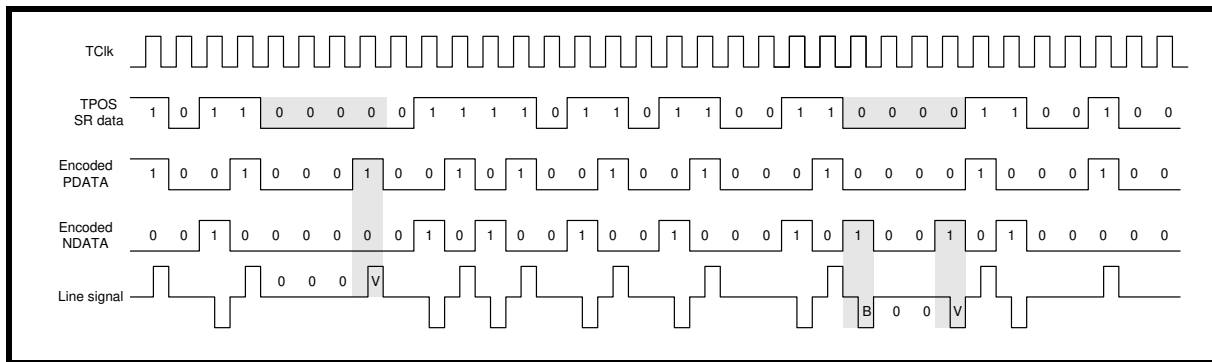 TClk
TPOS
SR data
1 0 1 1 0 0 0 0 0 1 1 1 1 0 1 1 0 1 1 0 0 1 1 0 0 0 0 1 1 0 0 1 0 0
Encoded
PDATA
1 0 0 1 0 0 0 1 0 0 1 0 1 0 0 1 0 0 1 0 0 0 1 0 0 0 0 1 0 0 0 1 0 0
Encoded
NDATA
0 0 1 0 0 0 0 0 0 1 0 1 0 0 1 0 0 1 0 0 0 1 0 1 0 0 1 0 1 0 0 0 0 0
Line signal
0 0 0 V
B 0 0 V